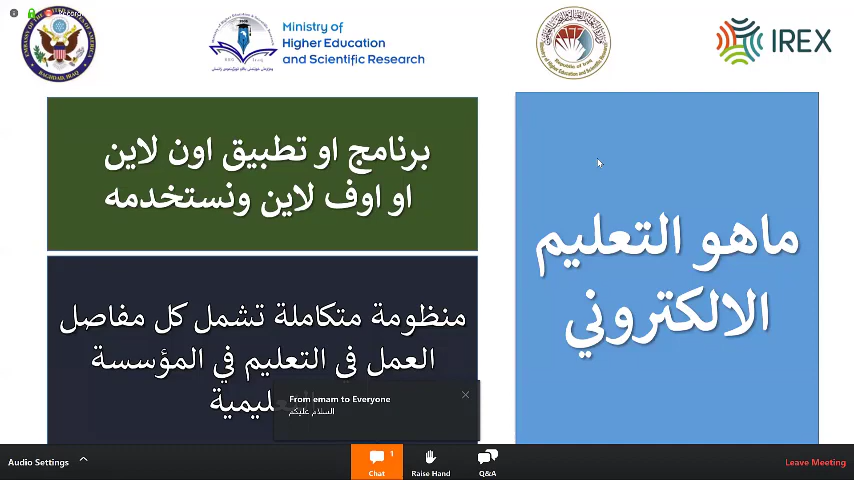 Ministry of
Higher Education
and Scientific Research
IREX
ماهو التعليم
الالكتروني
برنامج او تطبيق اون لاين
او اوف لاين ونستخدمه
منظومة متكاملة تشمل كل مفاصل
العمل في التعليم في المؤسسة
From emam to Everyone
السلام عليكم
Audio Settings
Chat
1
Raise Hand
Q&A
Leave Meeting